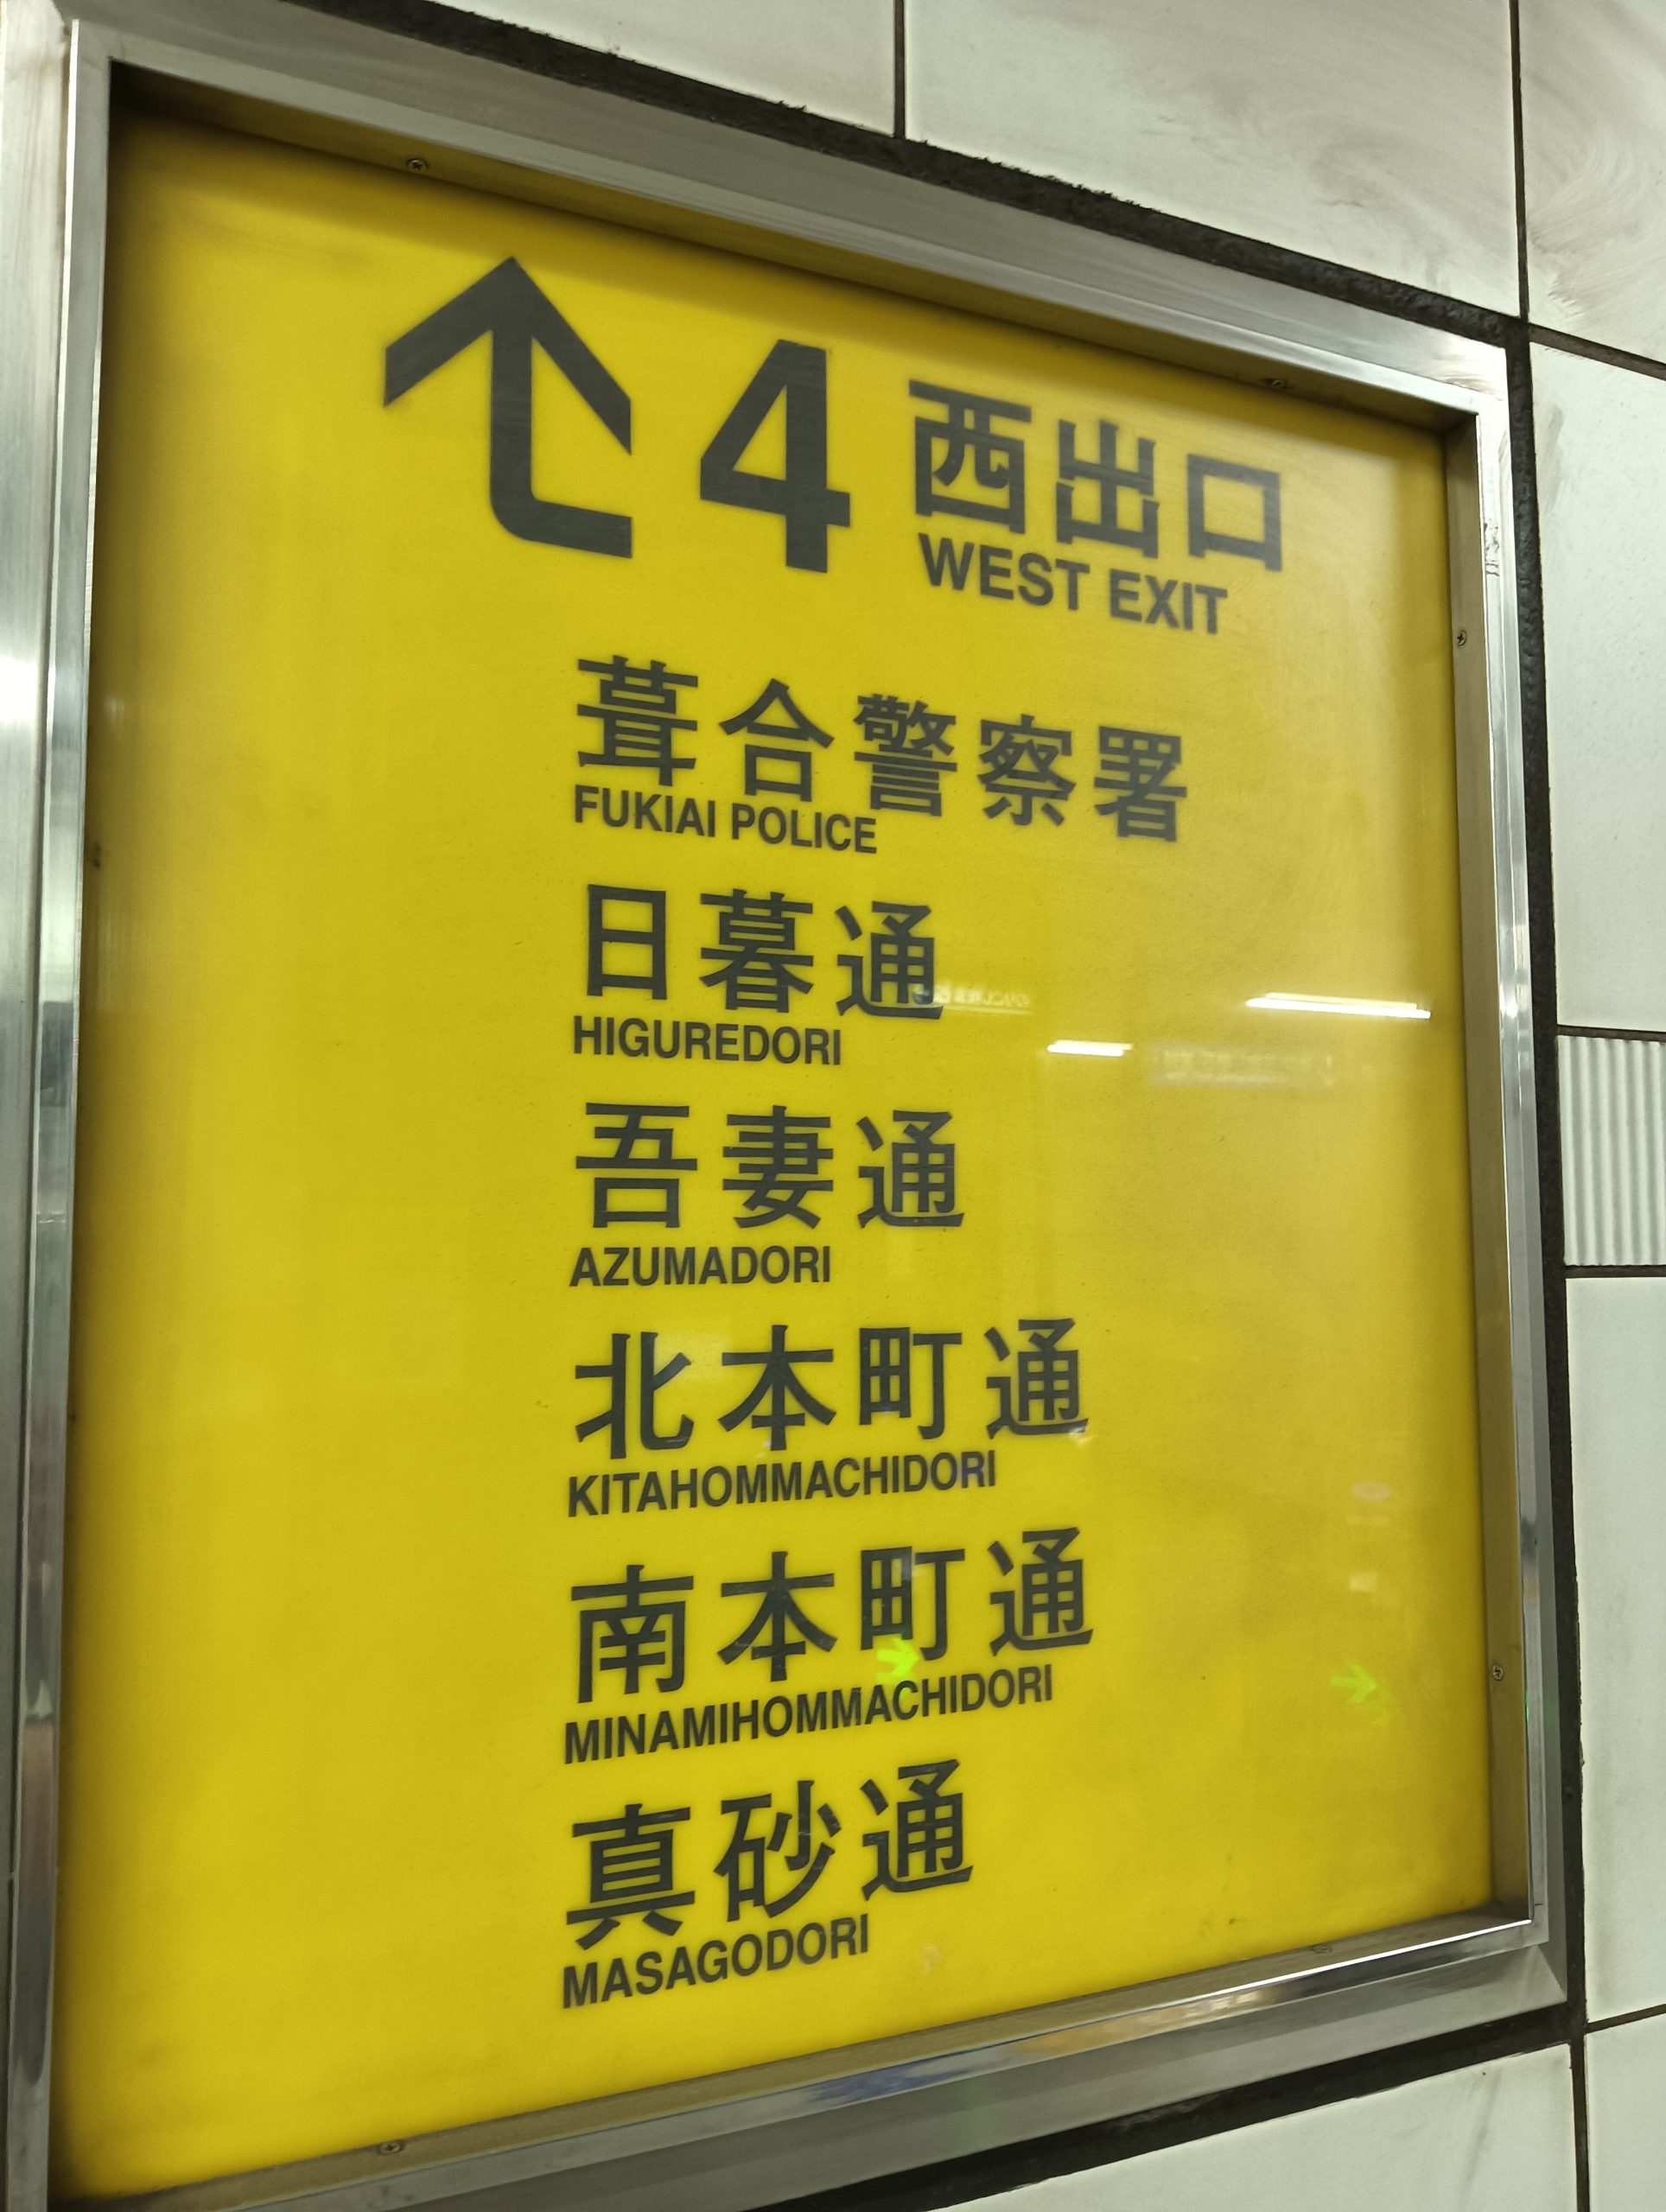 4 西出口
WEST EXIT
葺合警察署
FUKIAI POLICE
日暮通
HIGUREDORI
吾妻通
AZUMADORI
北本町通
KITAHOMMACHIDORI
南本町通
MINAMIHOMMACHIDORI
真砂通
MASAGODORI